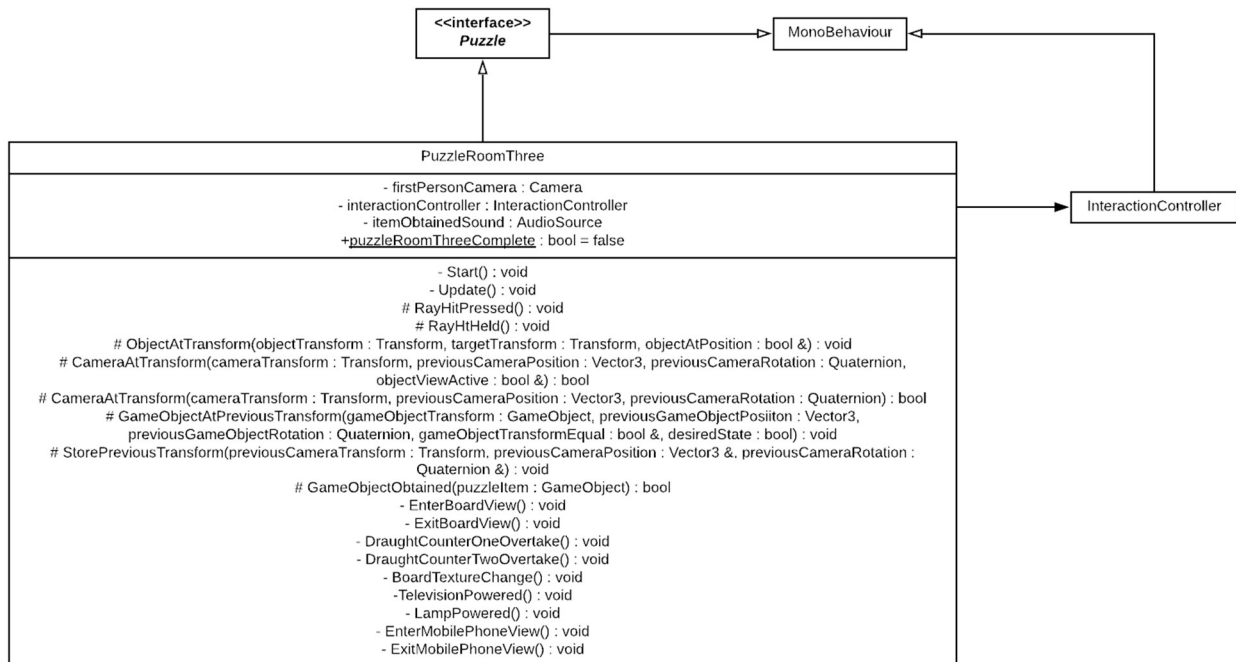 <<interface>>
Puzzle
MonoBehaviour
PuzzleRoomThree
- firstPersonCamera : Camera
- interactionController : InteractionController
- itemObtainedSound : AudioSource
+puzzleRoomThreeComplete : bool = false
InteractionController
- Start() : void
- Update() : void
# RayHitPressed() : void
# RayHtHeld() : void
# ObjectAtTransform(objectTransform : Transform, targetTransform : Transform, objectAtPosition : bool &) : void
# CameraAtTransform(cameraTransform : Transform, previousCameraPosition : Vector3, previousCameraRotation : Quaternion,
objectViewActive : bool &) : bool
# CameraAtTransform(cameraTransform : Transform, previousCameraPosition : Vector3, previousCameraRotation : Quaternion) : bool
# GameObjectAtPreviousTransform(gameObjectTransform : GameObject, previousGameObjectPosiiton : Vector3,
previousGameObjectRotation : Quaternion, gameObjectTransformEqual : bool &, desiredState : bool) : void
# StorePreviousTransform(previousCameraTransform : Transform, previousCameraPosition : Vector3 &, previousCameraRotation :
Quaternion &) : void
# GameObjectObtained(puzzleItem : GameObject) : bool
- EnterBoardView() : void
- ExitBoardView() : void
- DraughtCounterOneOvertake() : void
- DraughtCounterTwoOvertake() : void
- BoardTextureChange() : void
-TelevisionPowered() : void
- LampPowered() : void
- EnterMobilePhoneView() : void
- ExitMobilePhoneView() : void